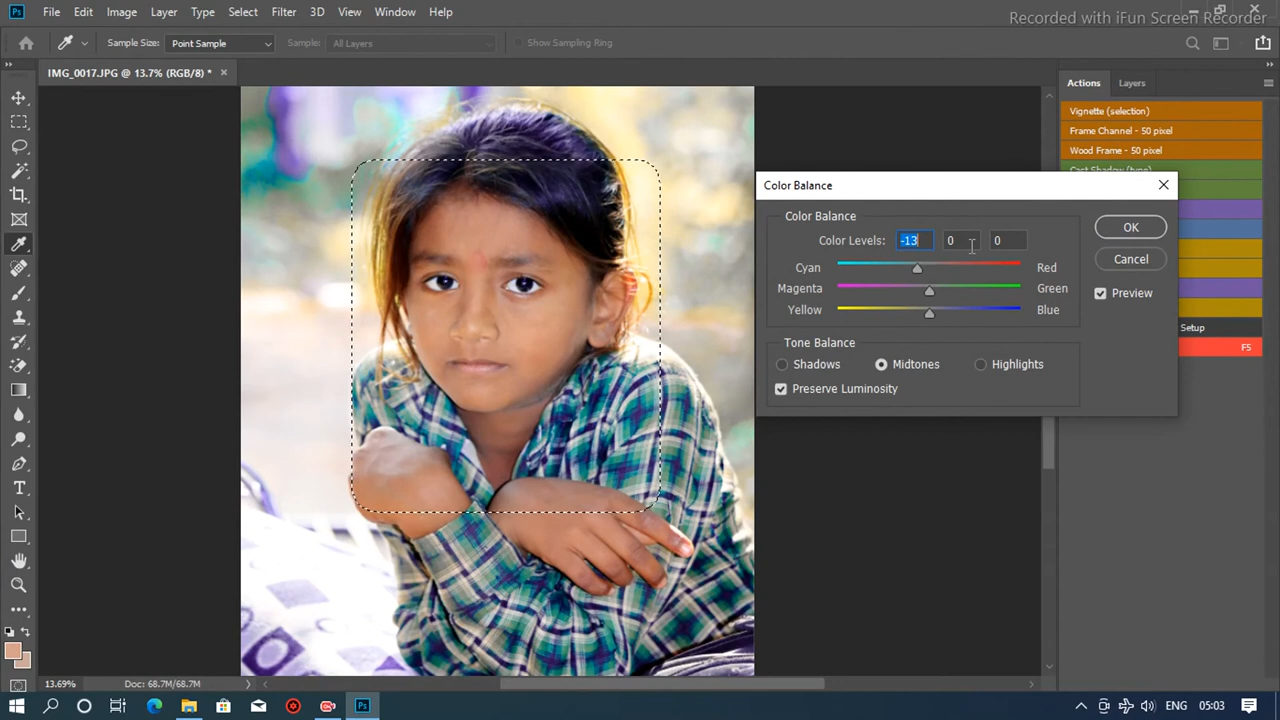 Ps File Edit Image Layer Type Select Filter 3D View Window Help
Recorded with iFun Screen Recorder
Sample Size: Point Sample Sample: All Layers Show Sampling Ring
IMG_0017.JPG @ 13.7% (RGB/8) * ×
Actions Layers
Vignette (selection)
Frame Channel - 50 pixel
Wood Frame - 50 pixel
Cast Shadow (type)
Color Balance
Color Balance
Color Levels: -13 0 0
Cyan Red
Magenta Green
Yellow Blue
Tone Balance
Shadows Midtones Highlights
Preserve Luminosity
OK
Cancel
Preview
Setup
F5
13.69% Doc: 68.7M/68.7M
Ps ENG 05:03